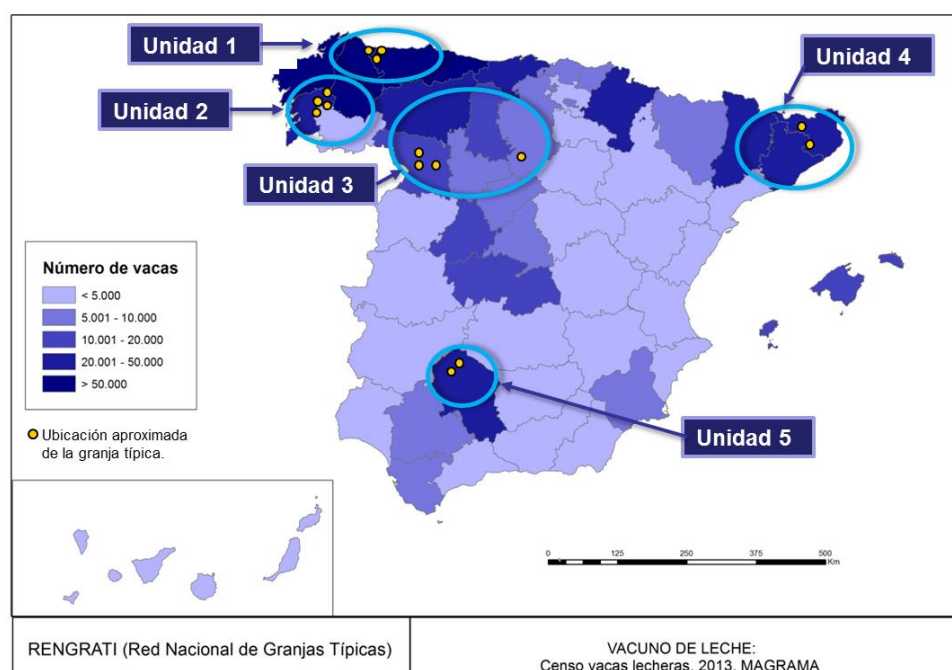 Unidad 1
Unidad 4
Unidad 2
Unidad 3
Número de vacas
< 5.000
5.001 - 10.000
10.001 - 20.000
20.001 - 50.000
> 50.000
Ubicación aproximada
de la granja típica.
Unidad 5
0 125 250 375 500
Km
RENGRATI (Red Nacional de Granjas Típicas)
VACUNO DE LECHE:
Censo vacas lecheras, 2013. MAGRAMA